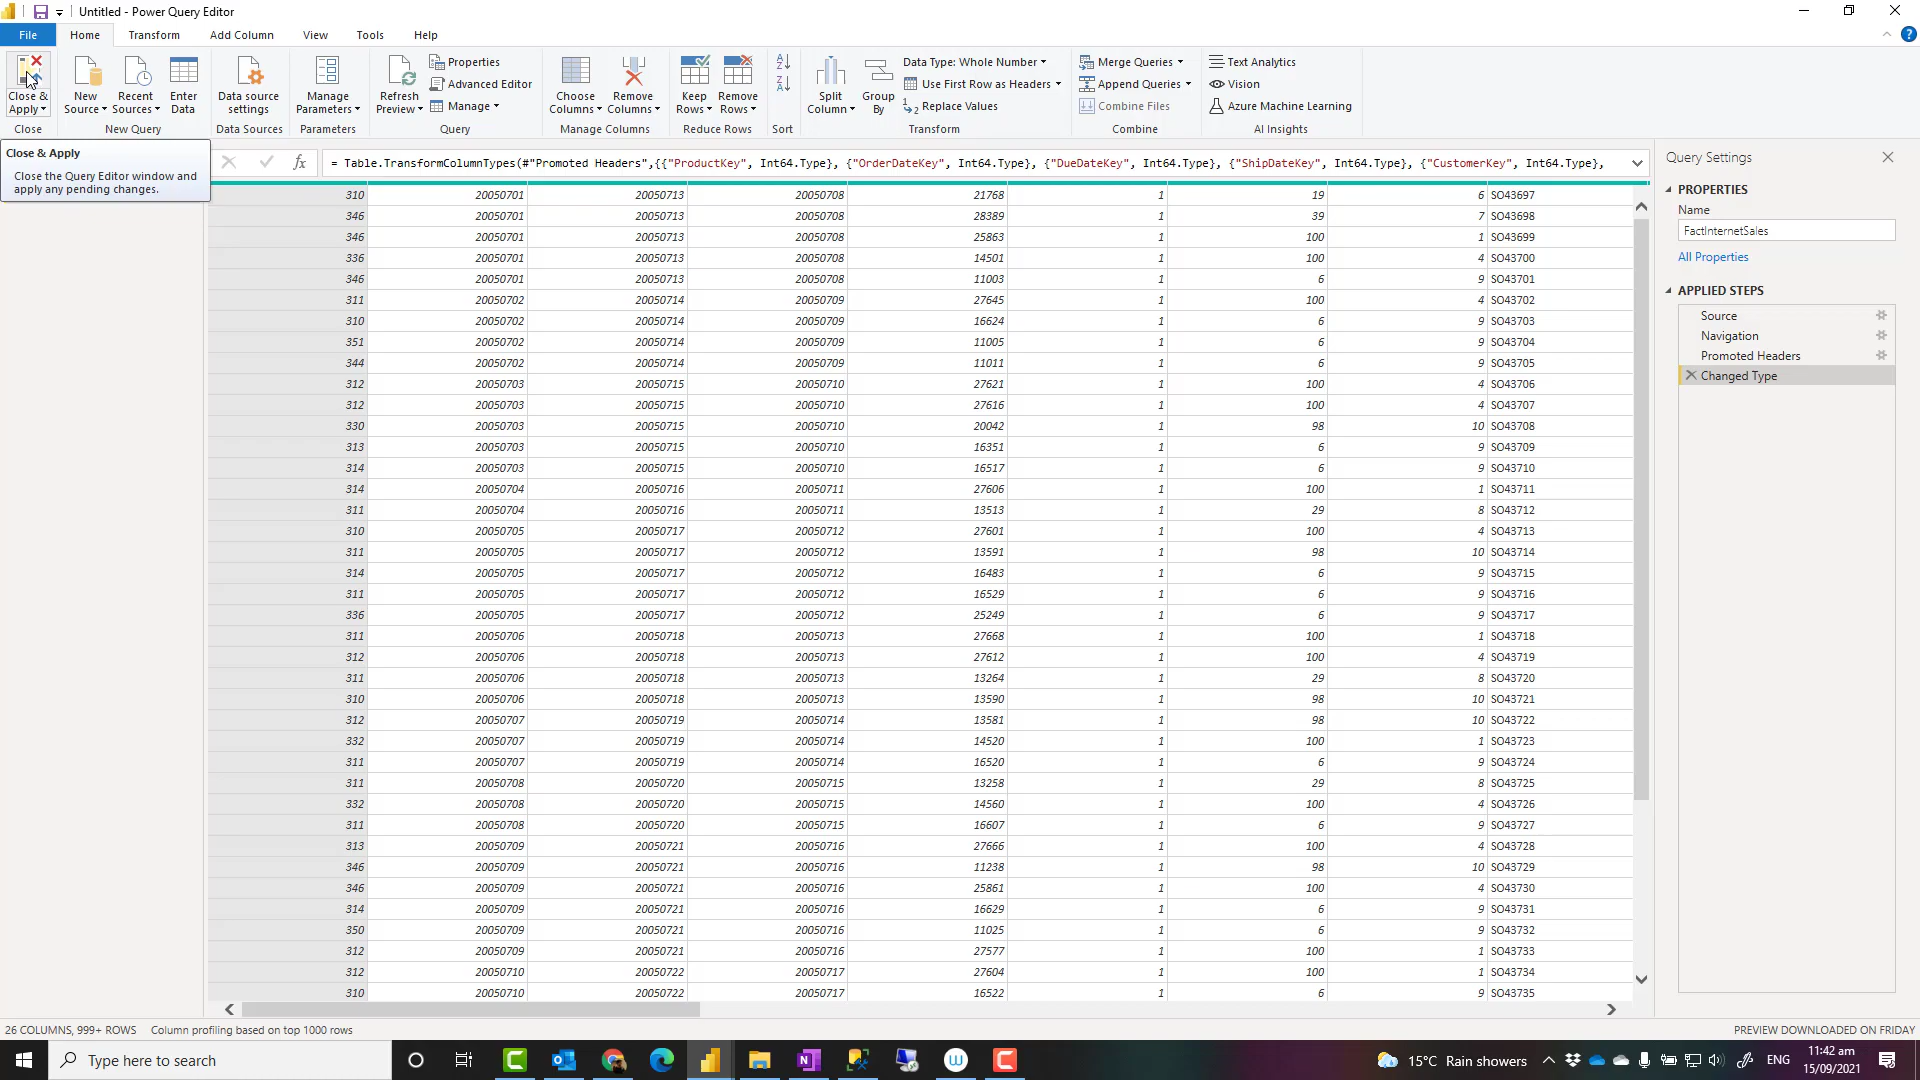 Untitled - Power Query Editor
File Home Transform Add Column View Tools Help
Close & Apply
New Source
Recent Sources
Enter Data
Data source settings
Manage Parameters
Refresh Preview
Properties
Advanced Editor
Manage
Choose Columns
Remove Columns
Keep Rows
Remove Rows
Split Column
Group By
Data Type: Whole Number
Use First Row as Headers
Replace Values
Merge Queries
Append Queries
Combine Files
Text Analytics
Vision
Azure Machine Learning
Close New Query Data Sources Parameters Query Manage Columns Reduce Rows Sort Transform Combine AI Insights
Close & Apply
Close the Query Editor window and
apply any pending changes.
fx = Table.TransformColumnTypes(#"Promoted Headers",{{"ProductKey", Int64.Type}, {"OrderDateKey", Int64.Type}, {"DueDateKey", Int64.Type}, {"ShipDateKey", Int64.Type}, {"CustomerKey", Int64.Type},
310 20050701 20050713 20050708 21768 1 19 6 SO43697
346 20050701 20050713 20050708 28389 1 39 7 SO43698
346 20050701 20050713 20050708 25863 1 100 1 SO43699
336 20050701 20050713 20050708 14501 1 100 4 SO43700
346 20050701 20050713 20050708 11003 1 6 9 SO43701
311 20050702 20050714 20050709 27645 1 100 4 SO43702
310 20050702 20050714 20050709 16624 1 6 9 SO43703
351 20050702 20050714 20050709 11005 1 6 9 SO43704
344 20050702 20050714 20050709 11011 1 6 9 SO43705
312 20050703 20050715 20050710 27621 1 100 4 SO43706
312 20050703 20050715 20050710 27616 1 100 4 SO43707
330 20050703 20050715 20050710 20042 1 98 10 SO43708
313 20050703 20050715 20050710 16351 1 6 9 SO43709
314 20050703 20050715 20050710 16517 1 6 9 SO43710
314 20050704 20050716 20050711 27606 1 100 1 SO43711
311 20050704 20050716 20050711 13513 1 29 8 SO43712
310 20050705 20050717 20050712 27601 1 100 4 SO43713
311 20050705 20050717 20050712 13591 1 98 10 SO43714
314 20050705 20050717 20050712 16483 1 6 9 SO43715
311 20050705 20050717 20050712 16529 1 6 9 SO43716
336 20050705 20050717 20050712 25249 1 6 9 SO43717
311 20050706 20050718 20050713 27668 1 100 1 SO43718
312 20050706 20050718 20050713 27612 1 100 4 SO43719
311 20050706 20050718 20050713 13264 1 29 8 SO43720
310 20050706 20050718 20050713 13590 1 98 10 SO43721
312 20050707 20050719 20050714 13581 1 98 10 SO43722
332 20050707 20050719 20050714 14520 1 100 1 SO43723
311 20050707 20050719 20050714 16520 1 6 9 SO43724
311 20050708 20050720 20050715 13258 1 29 8 SO43725
332 20050708 20050720 20050715 14560 1 100 4 SO43726
311 20050708 20050720 20050715 16607 1 6 9 SO43727
313 20050709 20050721 20050716 27666 1 100 4 SO43728
346 20050709 20050721 20050716 11238 1 98 10 SO43729
346 20050709 20050721 20050716 25861 1 100 4 SO43730
314 20050709 20050721 20050716 16629 1 6 9 SO43731
350 20050709 20050721 20050716 11025 1 6 9 SO43732
312 20050709 20050721 20050716 27577 1 100 1 SO43733
312 20050710 20050722 20050717 27604 1 100 1 SO43734
310 20050710 20050722 20050717 16522 1 6 9 SO43735
Query Settings
PROPERTIES
Name
FactInternetSales
All Properties
APPLIED STEPS
Source
Navigation
Promoted Headers
Changed Type
26 COLUMNS, 999+ ROWS Column profiling based on top 1000 rows PREVIEW DOWNLOADED ON FRIDAY
Type here to search
15°C Rain showers
ENG
11:42 am
15/09/2021